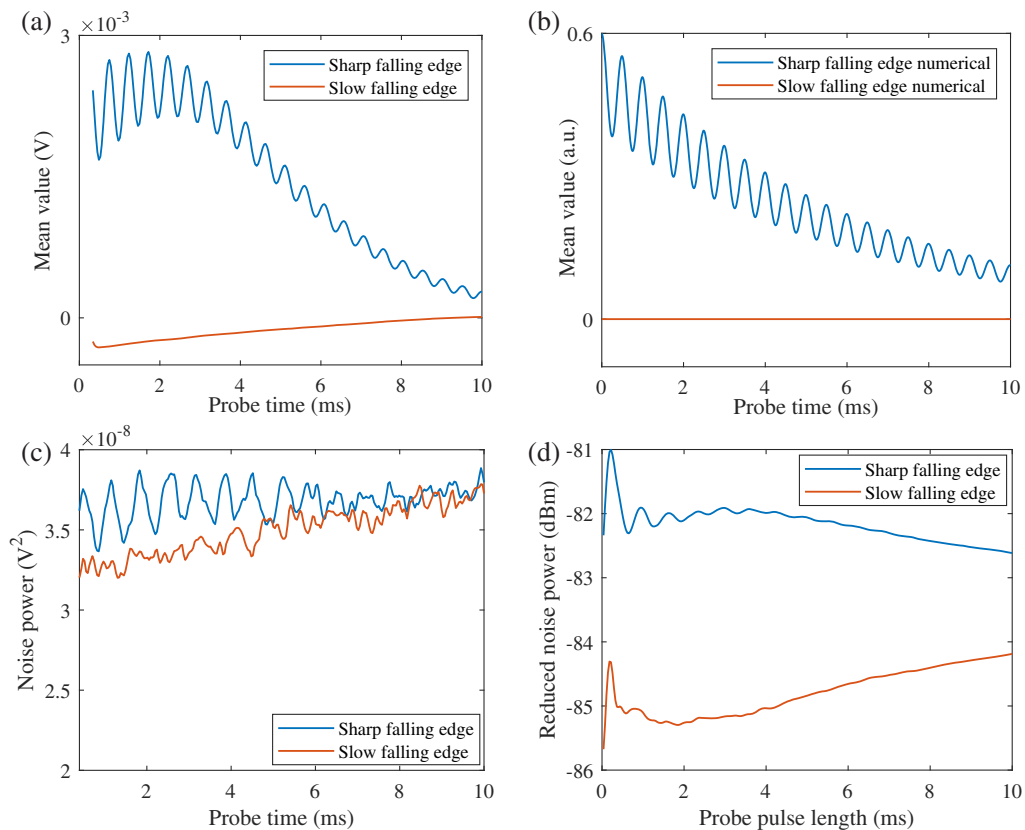 (a)
×10⁻³
3
0
Mean value (V)
Sharp falling edge
Slow falling edge
0 2 4 6 8 10
Probe time (ms)
(b)
0.6
0
Mean value (a.u.)
Sharp falling edge numerical
Slow falling edge numerical
0 2 4 6 8 10
Probe time (ms)
(c)
×10⁻⁸
4
3.5
3
2
Noise power (V²)
Sharp falling edge
Slow falling edge
2 4 6 8 10
Probe time (ms)
(d)
-81
-82
-83
-84
-85
-86
Reduced noise power (dBm)
Sharp falling edge
Slow falling edge
0 2 4 6 8 10
Probe pulse length (ms)